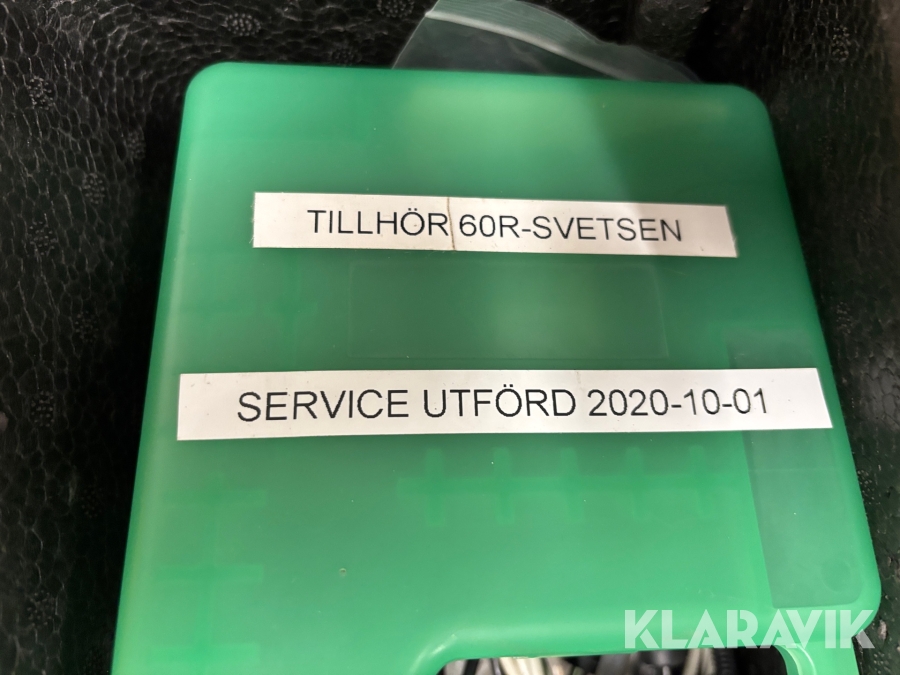 TILLHÖR 60R-SVETSEN
SERVICE UTFÖRD 2020-10-01
KLARAVIK